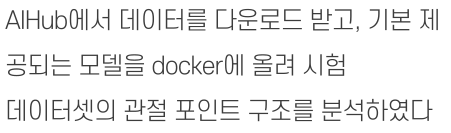 AIHub에서 데이터를 다운로드 받고, 기본 제
공되는 모델을 docker에 올려 시험
데이터셋의 관절 포인트 구조를 분석하였다